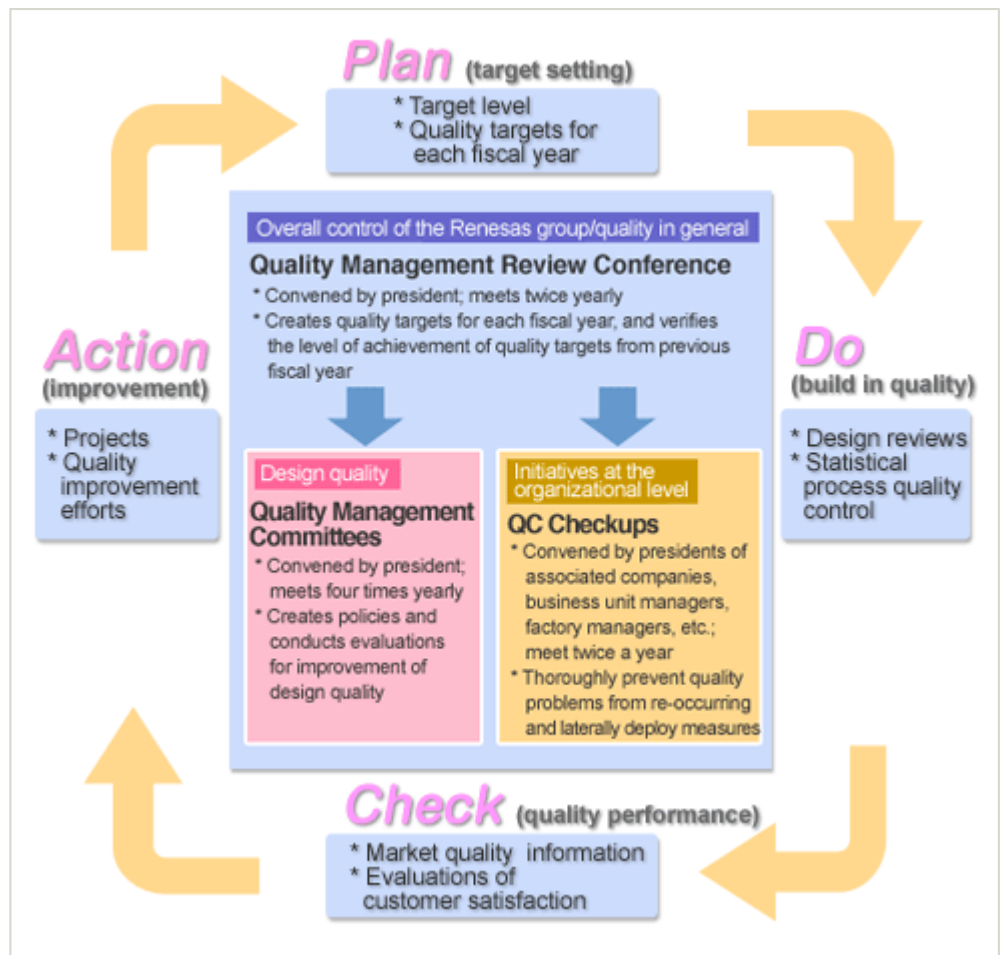 Plan (target setting)
* Target level
* Quality targets for
each fiscal year
Overall control of the Renesas group/quality in general
Quality Management Review Conference
* Convened by president; meets twice yearly
* Creates quality targets for each fiscal year, and verifies
the level of achievement of quality targets from previous
fiscal year
Action
(improvement)
* Projects
* Quality
improvement
efforts
Do
(build in quality)
* Design reviews
* Statistical
process quality
control
Design quality
Quality Management
Committees
* Convened by president;
meets four times yearly
* Creates policies and
conducts evaluations
for improvement of
design quality
Initiatives at the
organizational level
QC Checkups
* Convened by presidents of
associated companies,
business unit managers,
factory managers, etc.;
meet twice a year
* Thoroughly prevent quality
problems from re-occurring
and laterally deploy measures
Check (quality performance)
* Market quality information
* Evaluations of
customer satisfaction